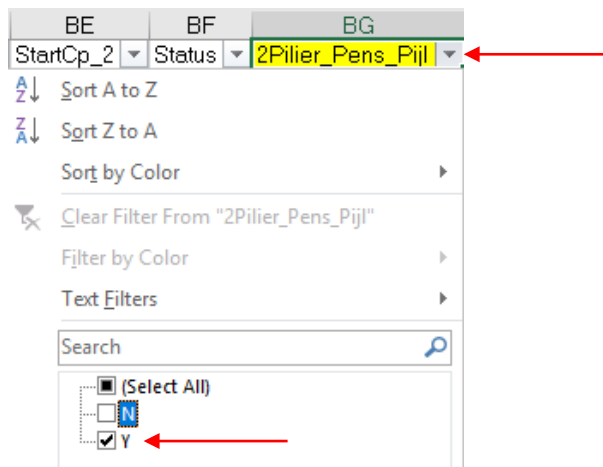 BE BF BG
StartCp_2 Status 2Pilier_Pens_Pijl
A Z Sort A to Z
Z A Sort Z to A
Sort by Color
Clear Filter From "2Pilier_Pens_Pijl"
Filter by Color
Text Filters
Search
(Select All)
N
Y